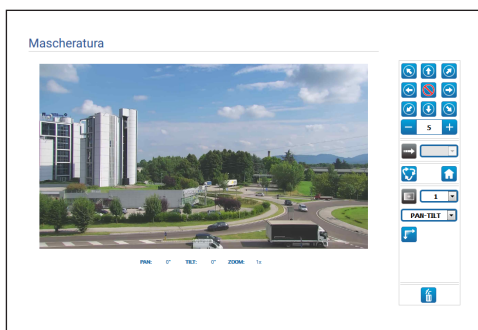 Mascheratura
5
1
PAN-TILT
PAN: 0° TILT: 0° ZOOM: 1x